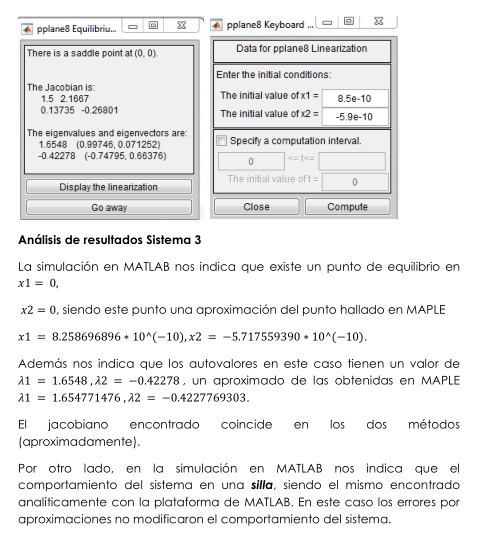 pplane8 Equilibriu...
There is a saddle point at (0, 0).
The Jacobian is:
1.5 2.1667
0.13735 -0.26801
The eigenvalues and eigenvectors are:
1.6548 (0.99746, 0.071252)
-0.42278 (-0.74795, 0.66376)
Display the linearization
Go away
pplane8 Keyboard ...
Data for pplane8 Linearization
Enter the initial conditions:
The initial value of x1 = 8.5e-10
The initial value of x2 = -5.9e-10
Specify a computation interval.
0 <= t <=
The initial value of t = 0
Close Compute
Análisis de resultados Sistema 3
La simulación en MATLAB nos indica que existe un punto de equilibrio en
x1 = 0,
x2 = 0, siendo este punto una aproximación del punto hallado en MAPLE
x1 = 8.258696896 * 10^(−10), x2 = −5.717559390 * 10^(−10).
Además nos indica que los autovalores en este caso tienen un valor de
λ1 = 1.6548 , λ2 = −0.42278 , un aproximado de las obtenidas en MAPLE
λ1 = 1.654771476 , λ2 = −0.4227769303.
El jacobiano encontrado coincide en los dos métodos
(aproximadamente).
Por otro lado, en la simulación en MATLAB nos indica que el
comportamiento del sistema en una silla, siendo el mismo encontrado
analíticamente con la plataforma de MATLAB. En este caso los errores por
aproximaciones no modificaron el comportamiento del sistema.